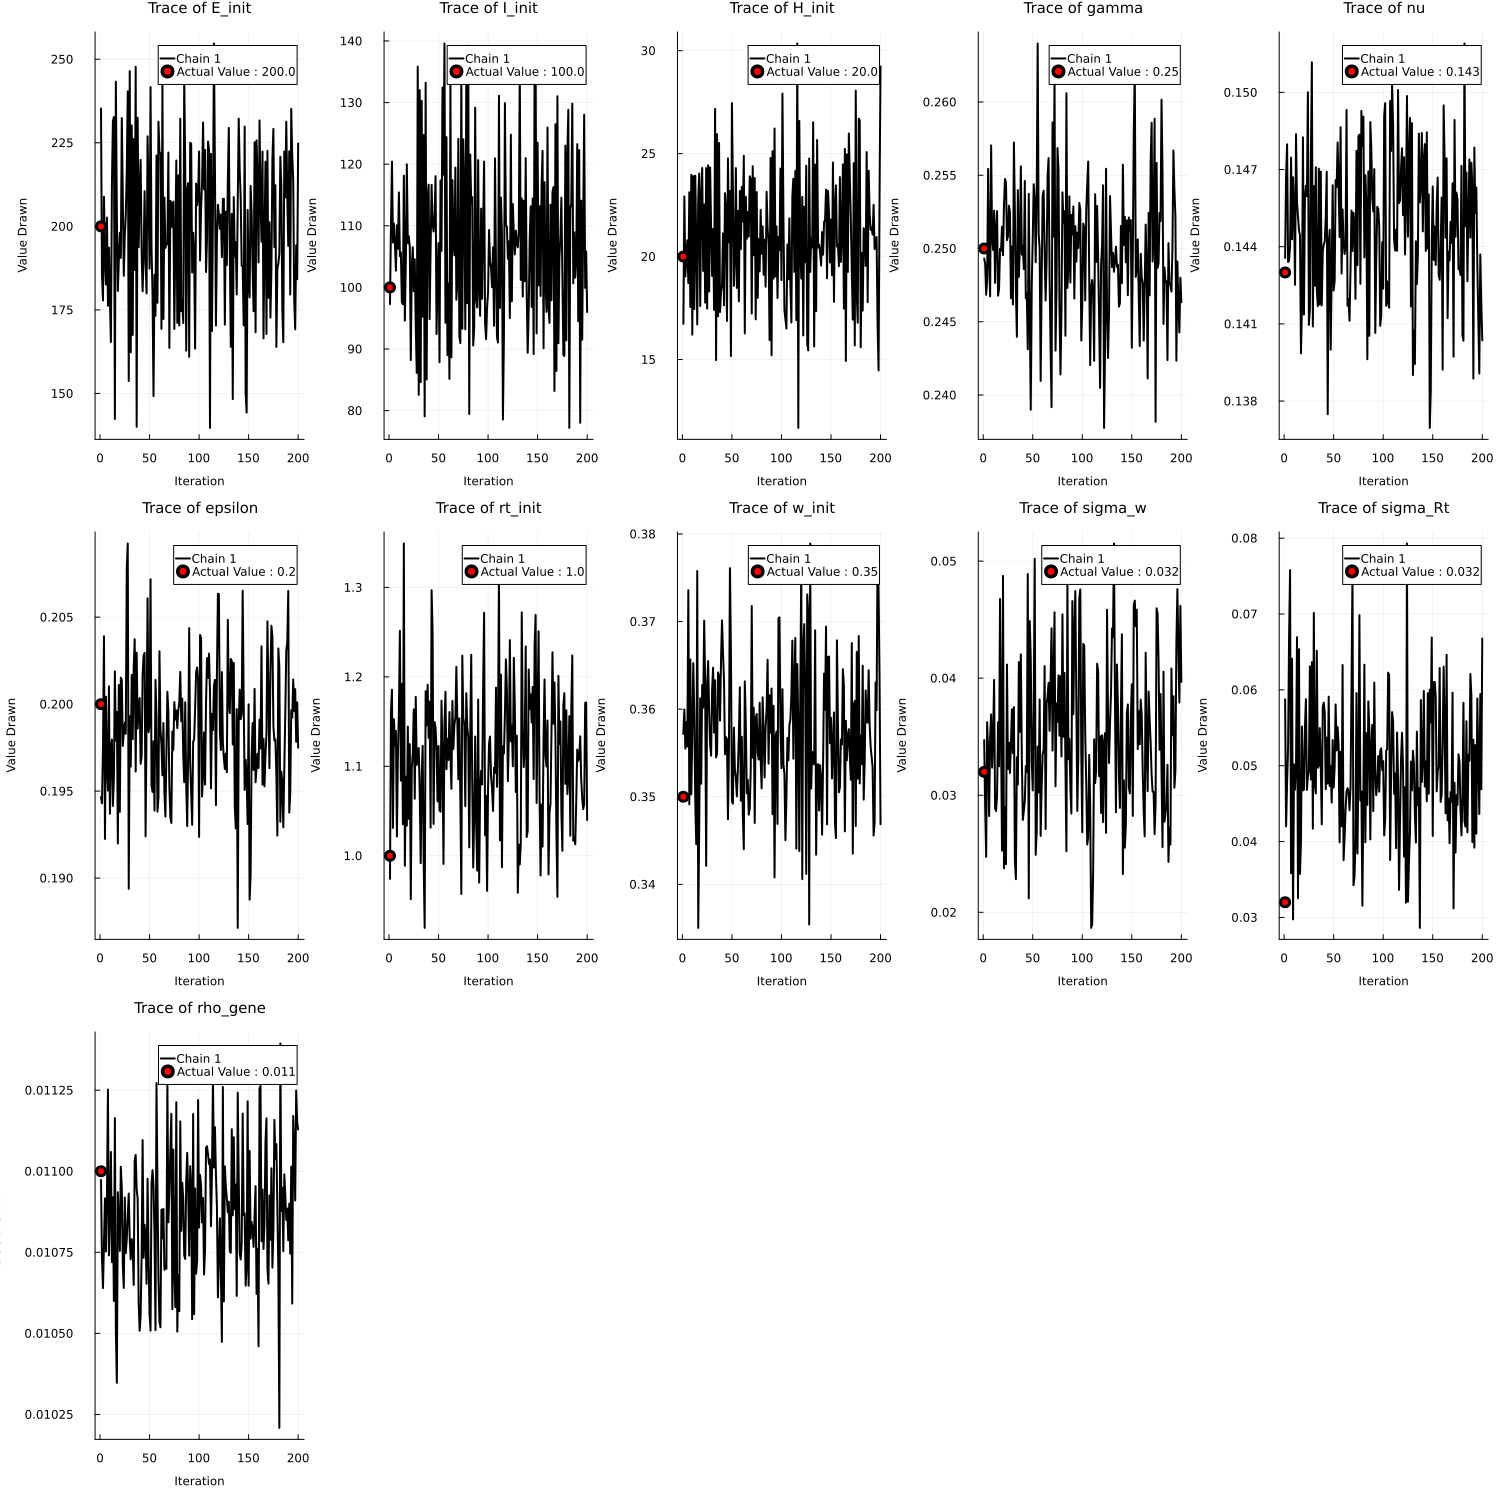 Trace of E_init
Value Drawn
250
225
200
175
150
Chain 1
Actual Value : 200.0
0 50 100 150 200
Iteration
Trace of I_init
Value Drawn
140
130
120
110
100
90
80
Chain 1
Actual Value : 100.0
0 50 100 150 200
Iteration
Trace of H_init
Value Drawn
30
25
20
15
Chain 1
20.0
0 50 100 150 200
Iteration
Trace of gamma
Value Drawn
0.260
0.255
0.250
0.245
0.240
Chain 1
Actual Value : 0.25
0 50 100 150 200
Iteration
Trace of nu
Value Drawn
0.150
0.147
0.144
0.141
0.138
Chain 1
Actual Value : 0.143
0 50 100 150 200
Iteration
Trace of epsilon
Value Drawn
0.205
0.200
0.195
0.190
Chain 1
Actual Value : 0.2
0 50 100 150 200
Iteration
Trace of rt_init
Value Drawn
1.3
1.2
1.1
1.0
Chain 1
Actual Value : 1.0
0 50 100 150 200
Iteration
Trace of w_init
Value Drawn
0.38
0.37
0.36
0.35
0.34
Chain 1
Actual Value : 0.35
0 50 100 150 200
Iteration
Trace of sigma_w
Value Drawn
0.05
0.04
0.03
0.02
Chain 1
Actual Value : 0.032
0 50 100 150 200
Iteration
Trace of sigma_Rt
Value Drawn
0.08
0.07
0.06
0.05
0.04
0.03
Chain 1
Actual Value : 0.032
0 50 100 150 200
Iteration
Trace of rho_gene
0.01125
0.01100
0.01075
0.01050
0.01025
Chain 1
Actual Value : 0.011
0 50 100 150 200
Iteration